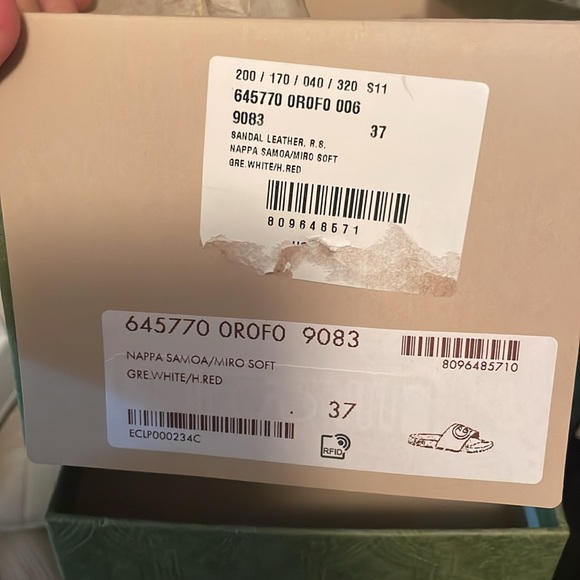 200 / 170 / 040 / 320 S11
645770 0R0F0 006
9083
37
SANDAL LEATHER, R.S.
NAPPA SAMOA/MIRO SOFT
GRE.WHITE/H.RED
809648571
645770 0R0F0 9083
8096485710
NAPPA SAMOA/MIRO SOFT
GRE.WHITE/H.RED
37
ECLP000234C
RFID